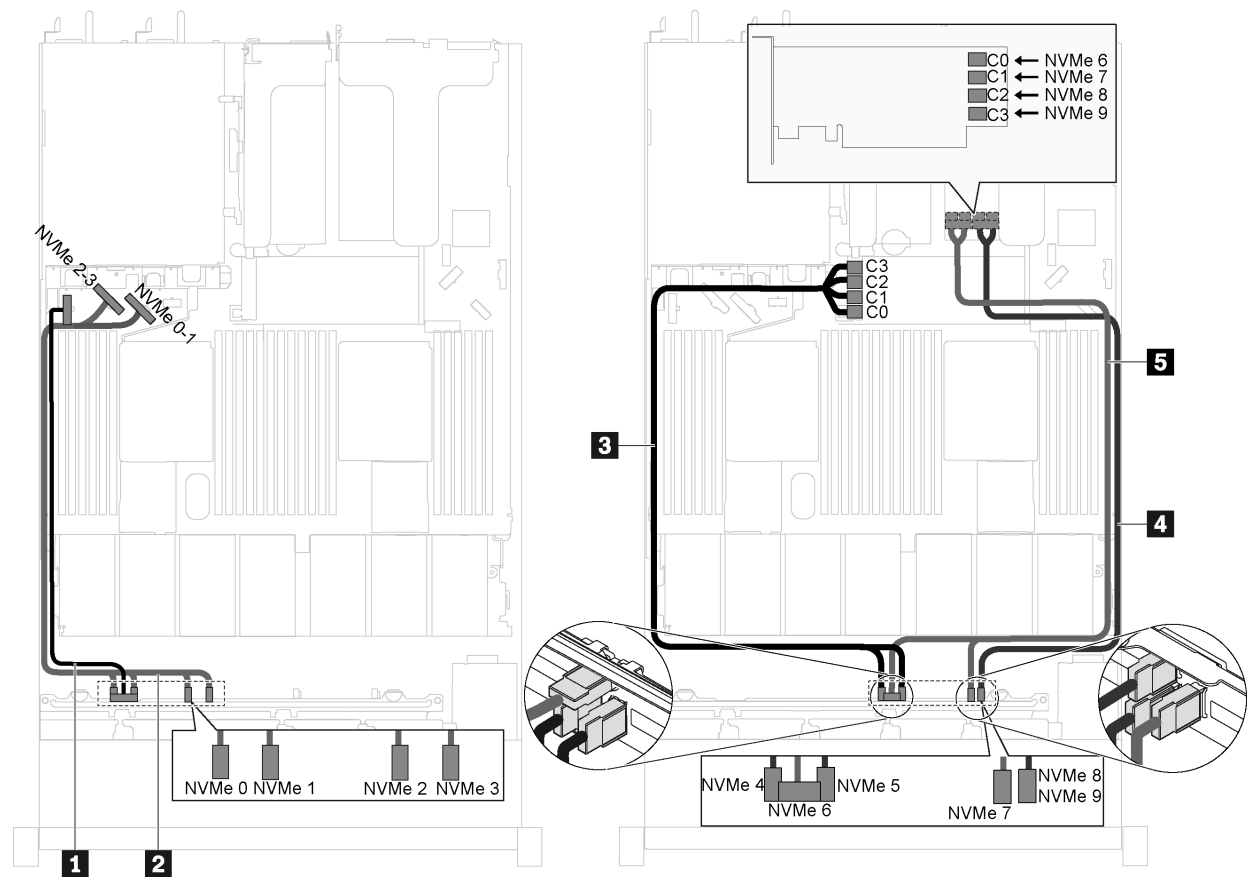 NVMe 2-3
NVMe 0-1
NVMe 0 NVMe 1 NVMe 2 NVMe 3
1 2
C0 NVMe 6
C1 NVMe 7
C2 NVMe 8
C3 NVMe 9
C3
C2
C1
C0
5
3
4
NVMe 4 NVMe 5 NVMe 8
NVMe 6 NVMe 7 NVMe 9